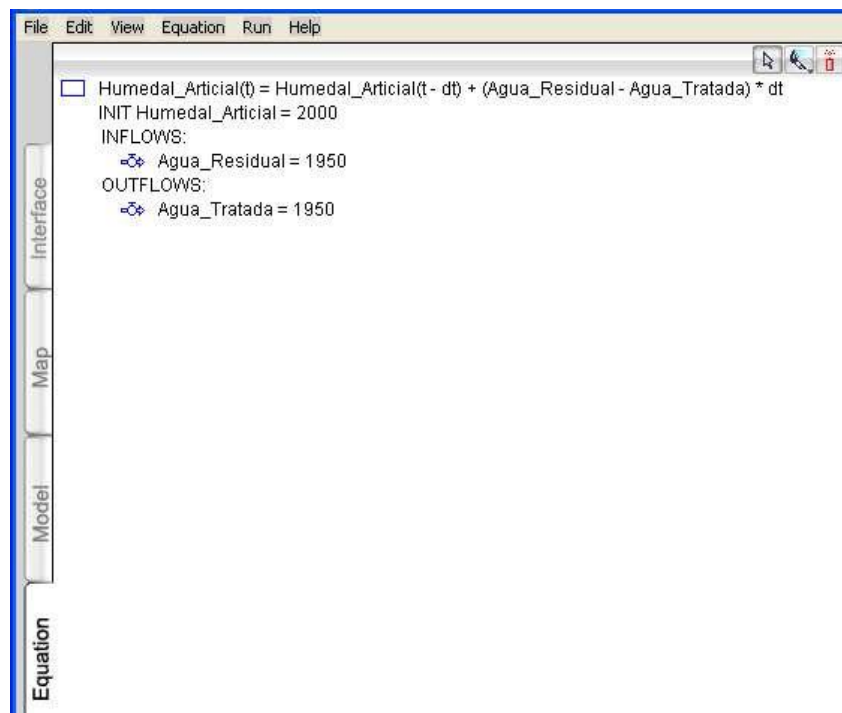 File Edit View Equation Run Help
Humedal_Articial(t) = Humedal_Articial(t - dt) + (Agua_Residual - Agua_Tratada) * dt
INIT Humedal_Articial = 2000
INFLOWS:
Agua_Residual = 1950
OUTFLOWS:
Agua_Tratada = 1950
Interface
Map
Model
Equation